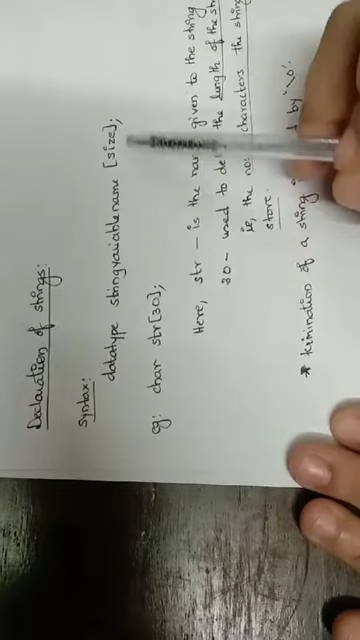 Declaration of strings:
Syntax:
datatype stringvariablename [size];
eg: char str[30];
Here, str - is the name given to the string
30 - used to the length of the
ie, the no. characters the string
store.
* termination of a string by '\0'.